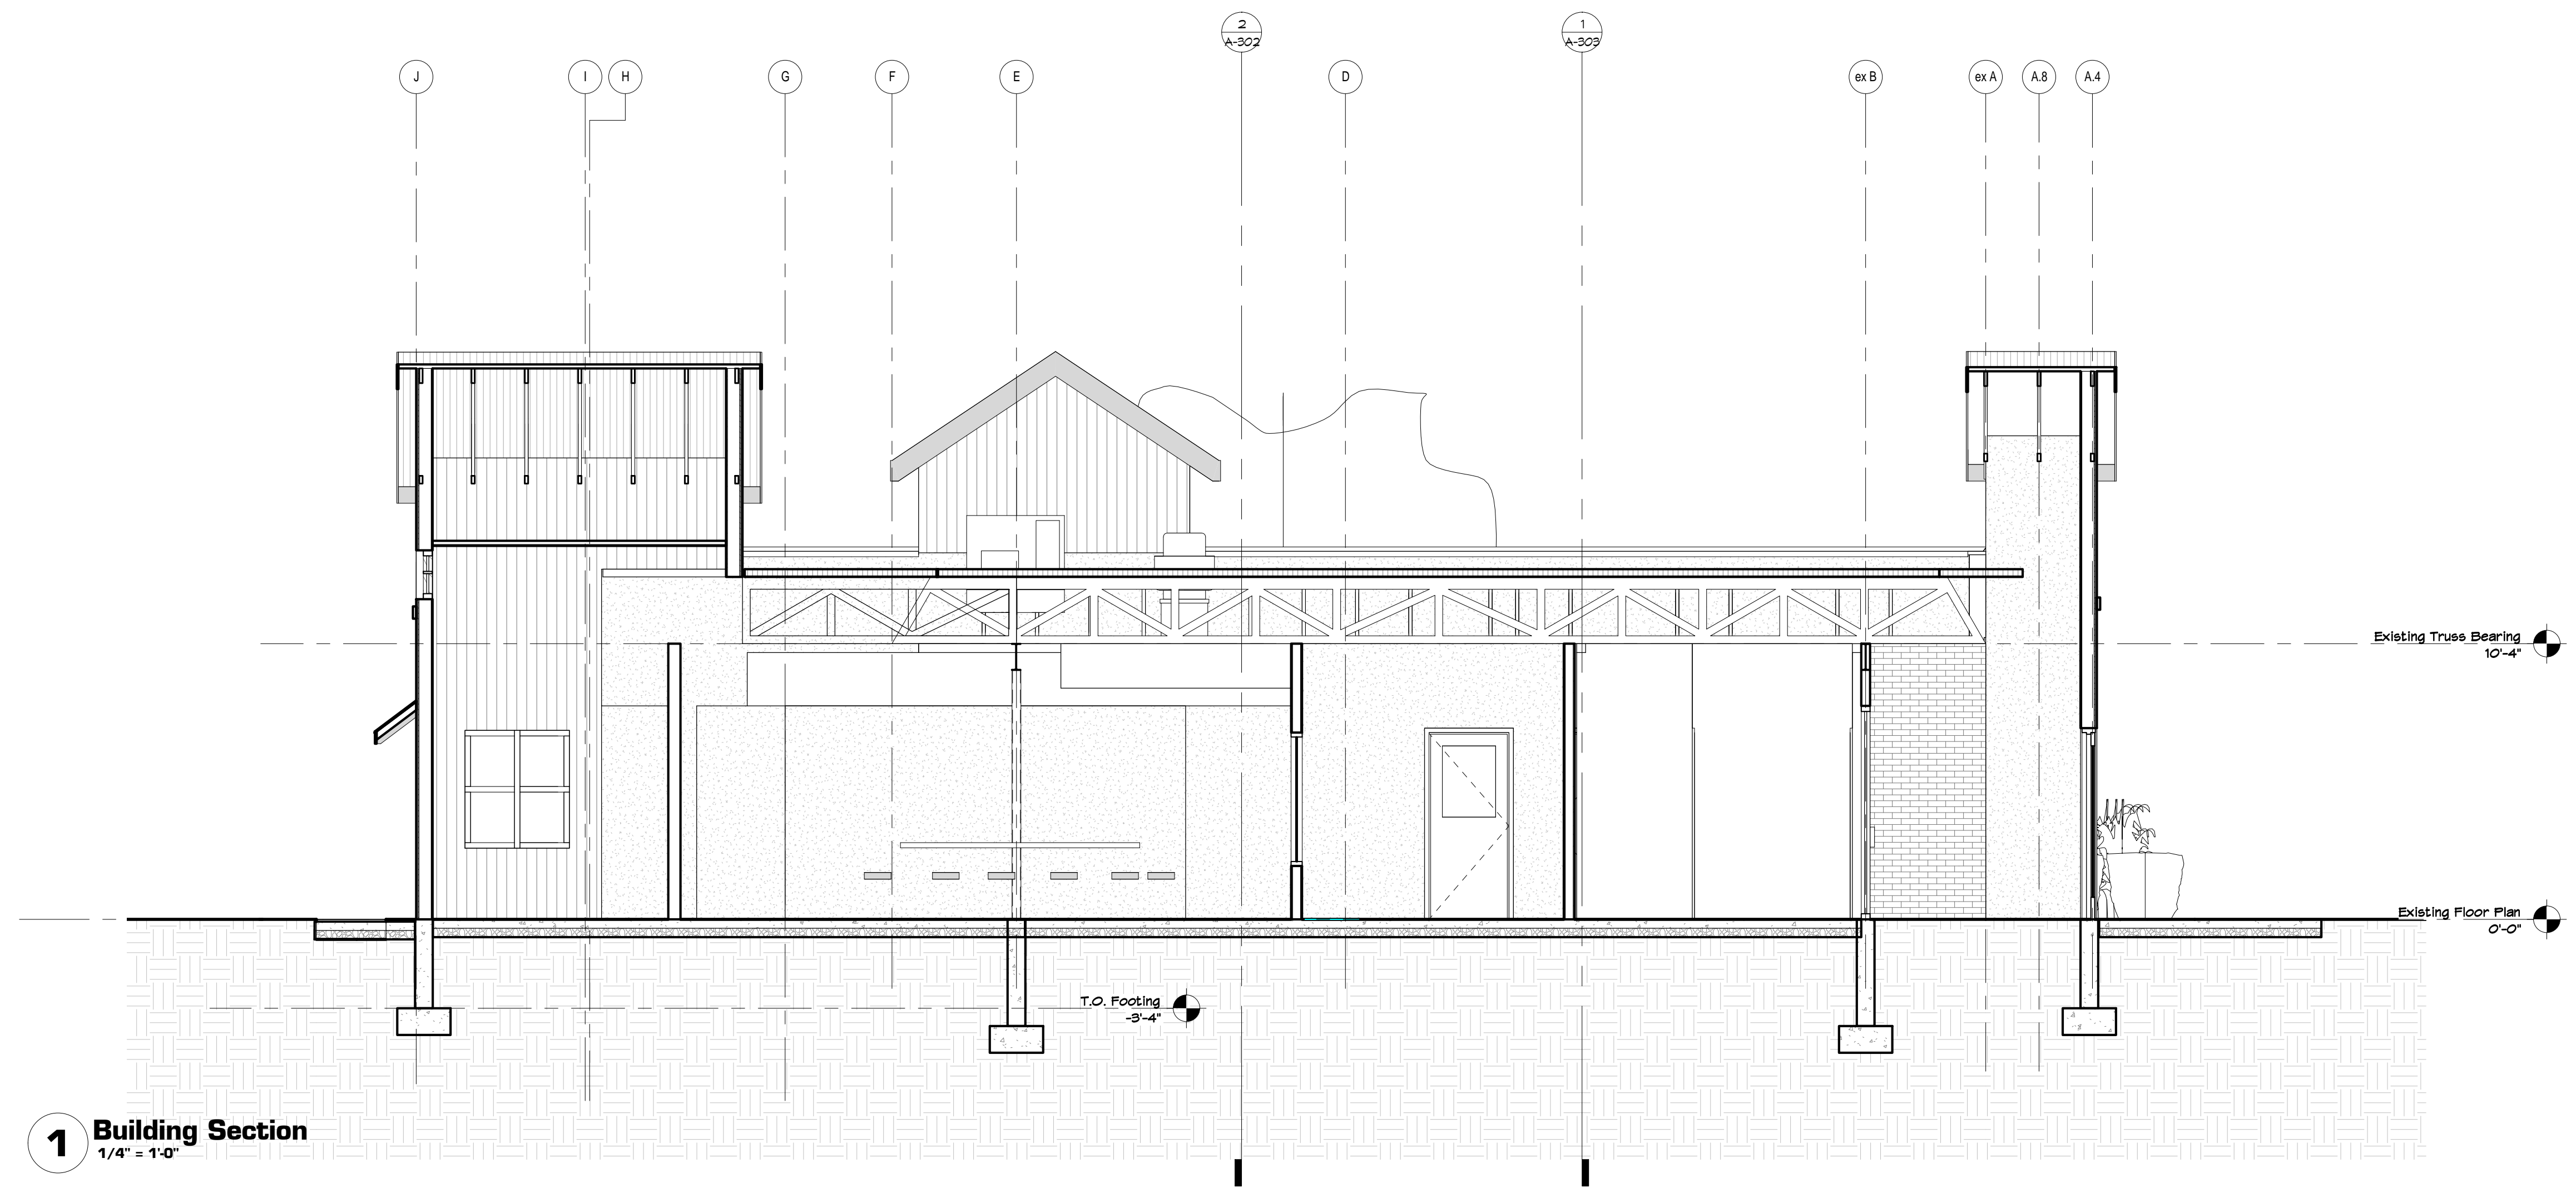 2
A-302
1
A-303
J
I
H
G
F
E
D
ex B
ex A
A.8
A.4
Existing Truss Bearing
10'-4"
Existing Floor Plan
0'-0"
T.O. Footing
-3'-4"
1
Building Section
1/4" = 1'-0"